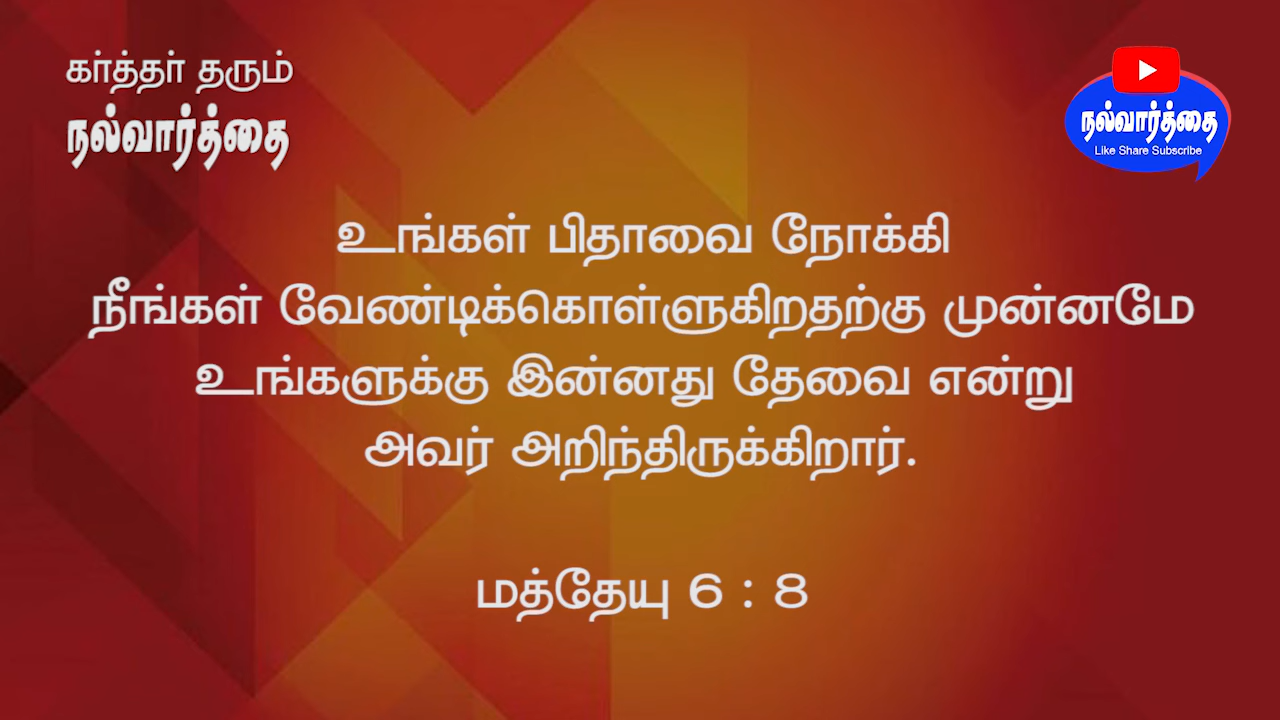 கர்த்தர் தரும்
நல்வார்த்தை
நல்வார்த்தை
Like Share Subscribe
உங்கள் பிதாவை நோக்கி
நீங்கள் வேண்டிக்கொள்ளுகிறதற்கு முன்னமே
உங்களுக்கு இன்னது தேவை என்று
அவர் அறிந்திருக்கிறார்.
மத்தேயு 6 : 8